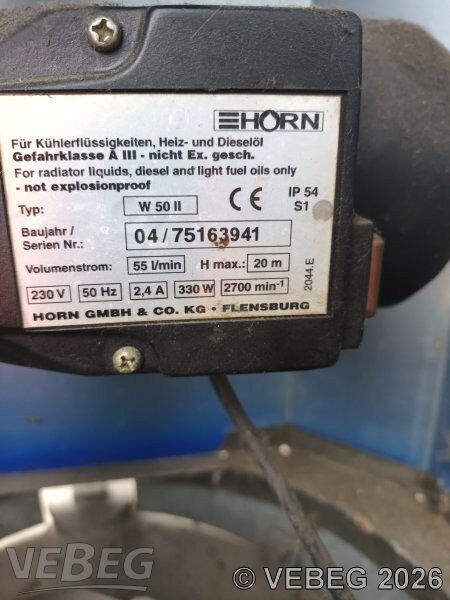 HORN
Für Kühlerflüssigkeiten, Heiz- und Dieselöl
Gefahrklasse A III - nicht Ex. gesch.
For radiator liquids, diesel and light fuel oils only
- not explosionproof
IP 54
Typ: W 50 II CE S1
Baujahr /
Serien Nr.: 04/75163941
Volumenstrom: 55 l/min H max.: 20 m
230 V 50 Hz 2,4 A 330 W 2700 min⁻¹
2044.E
HORN GMBH & CO. KG · FLENSBURG
VEBEG
© VEBEG 2026